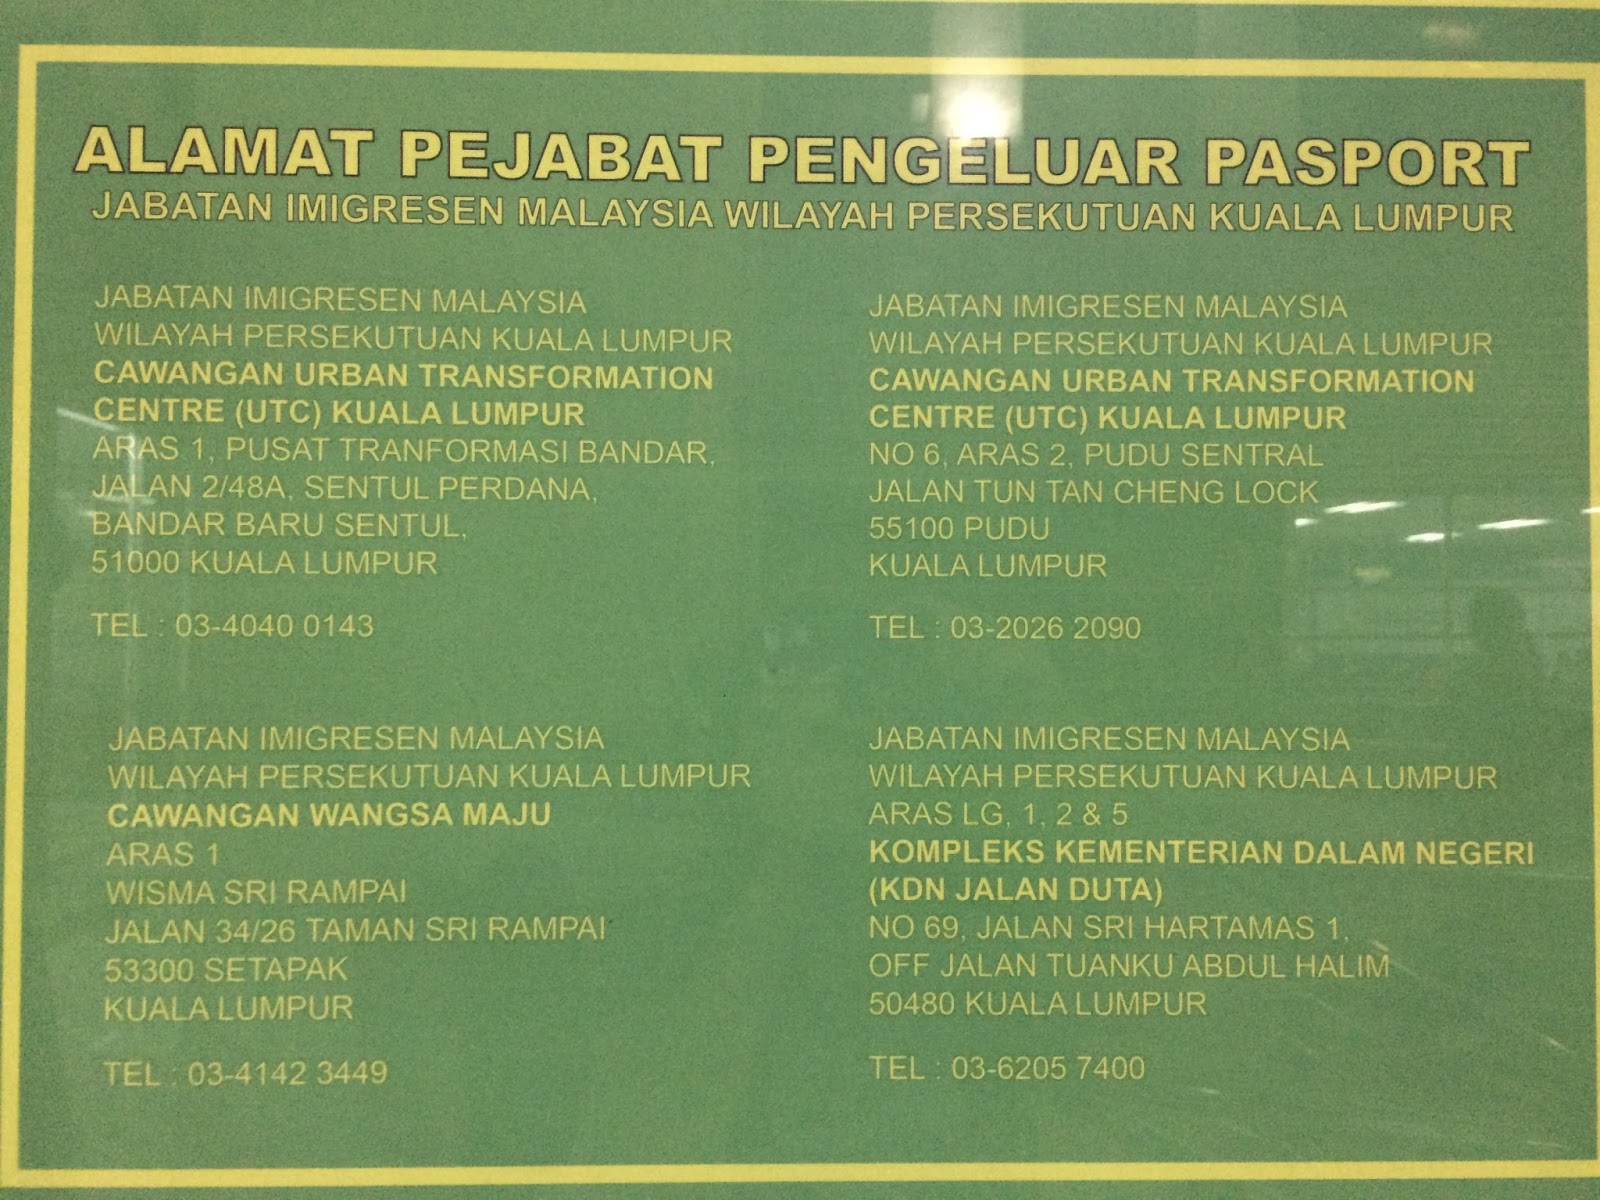 ALAMAT PEJABAT PENGELUAR PASPORT
JABATAN IMIGRESEN MALAYSIA WILAYAH PERSEKUTUAN KUALA LUMPUR
JABATAN IMIGRESEN MALAYSIA
WILAYAH PERSEKUTUAN KUALA LUMPUR
CAWANGAN URBAN TRANSFORMATION
CENTRE (UTC) KUALA LUMPUR
ARAS 1, PUSAT TRANFORMASI BANDAR,
JALAN 2/48A, SENTUL PERDANA,
BANDAR BARU SENTUL,
51000 KUALA LUMPUR
TEL : 03-4040 0143
JABATAN IMIGRESEN MALAYSIA
WILAYAH PERSEKUTUAN KUALA LUMPUR
CAWANGAN URBAN TRANSFORMATION
CENTRE (UTC) KUALA LUMPUR
NO 6, ARAS 2, PUDU SENTRAL
JALAN TUN TAN CHENG LOCK
55100 PUDU
KUALA LUMPUR
TEL : 03-2026 2090
JABATAN IMIGRESEN MALAYSIA
WILAYAH PERSEKUTUAN KUALA LUMPUR
CAWANGAN WANGSA MAJU
ARAS 1
WISMA SRI RAMPAI
JALAN 34/26 TAMAN SRI RAMPAI
53300 SETAPAK
KUALA LUMPUR
TEL : 03-4142 3449
JABATAN IMIGRESEN MALAYSIA
WILAYAH PERSEKUTUAN KUALA LUMPUR
ARAS LG, 1, 2 & 5
KOMPLEKS KEMENTERIAN DALAM NEGERI
(KDN JALAN DUTA)
NO 69, JALAN SRI HARTAMAS 1,
OFF JALAN TUANKU ABDUL HALIM
50480 KUALA LUMPUR
TEL : 03-6205 7400